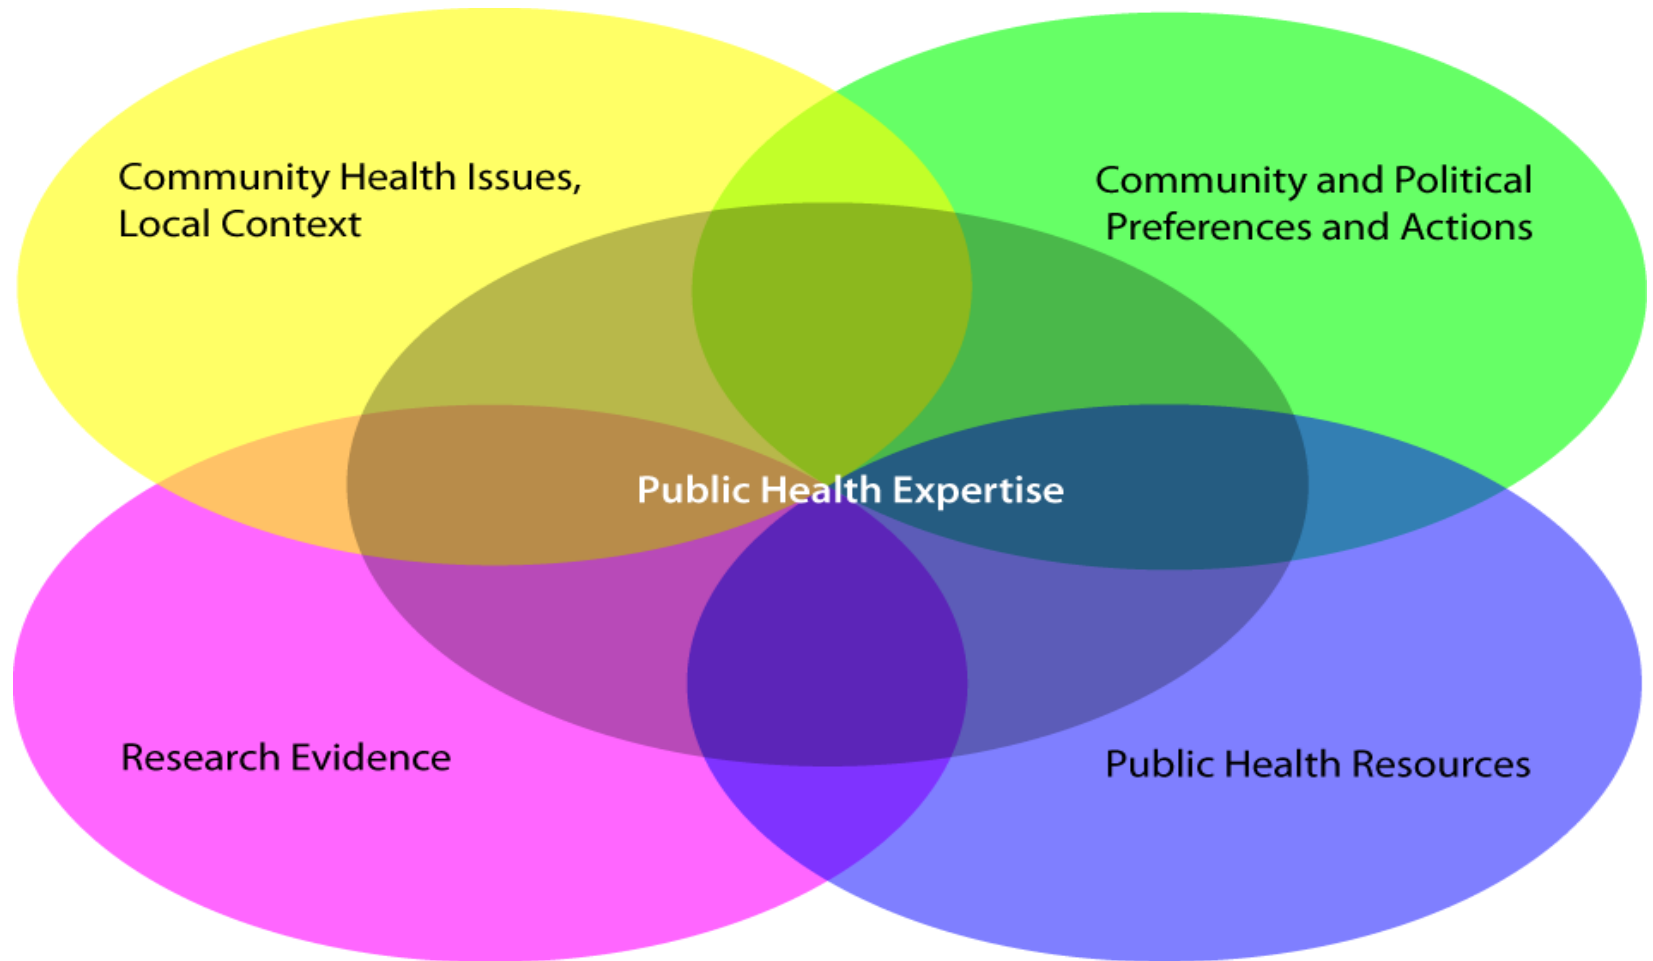 Community Health Issues,
Local Context
Community and Political
Preferences and Actions
Public Health Expertise
Research Evidence
Public Health Resources